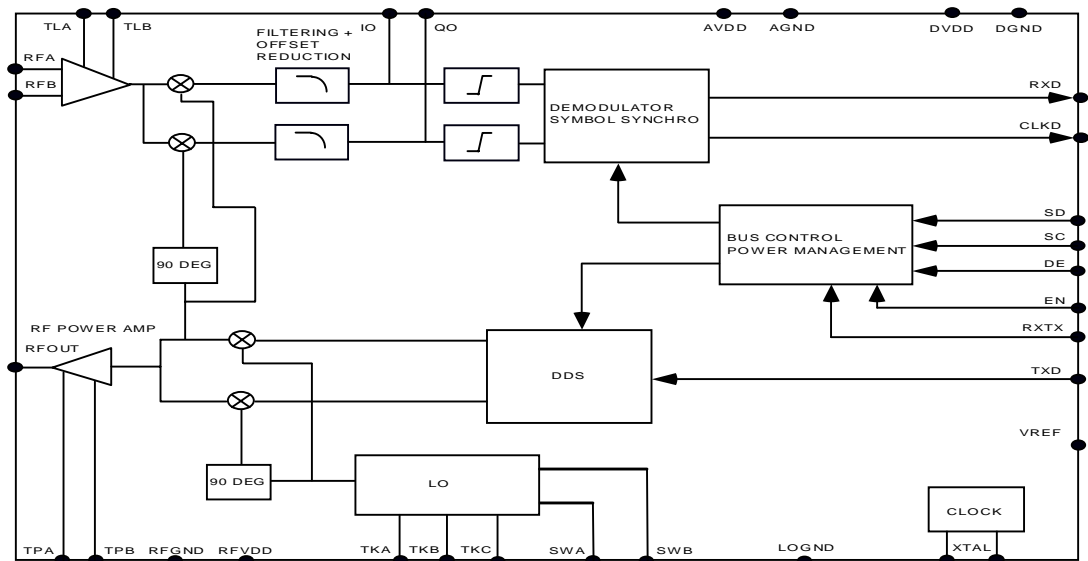 TLA
TLB
FILTERING +
OFFSET
REDUCTION
IO
QO
AVDD
AGND
DVDD
DGND
RFA
RFB
RXD
CLKD
DEMODULATOR
SYMBOL SYNCHRO
SD
SC
DE
BUS CONTROL
POWER MANAGEMENT
90 DEG
EN
RXTX
RF POWER AMP
RFOUT
DDS
TXD
VREF
90 DEG
LO
CLOCK
TPA
TPB
RFGND
RFVDD
TKA
TKB
TKC
SWA
SWB
LOGND
XTAL